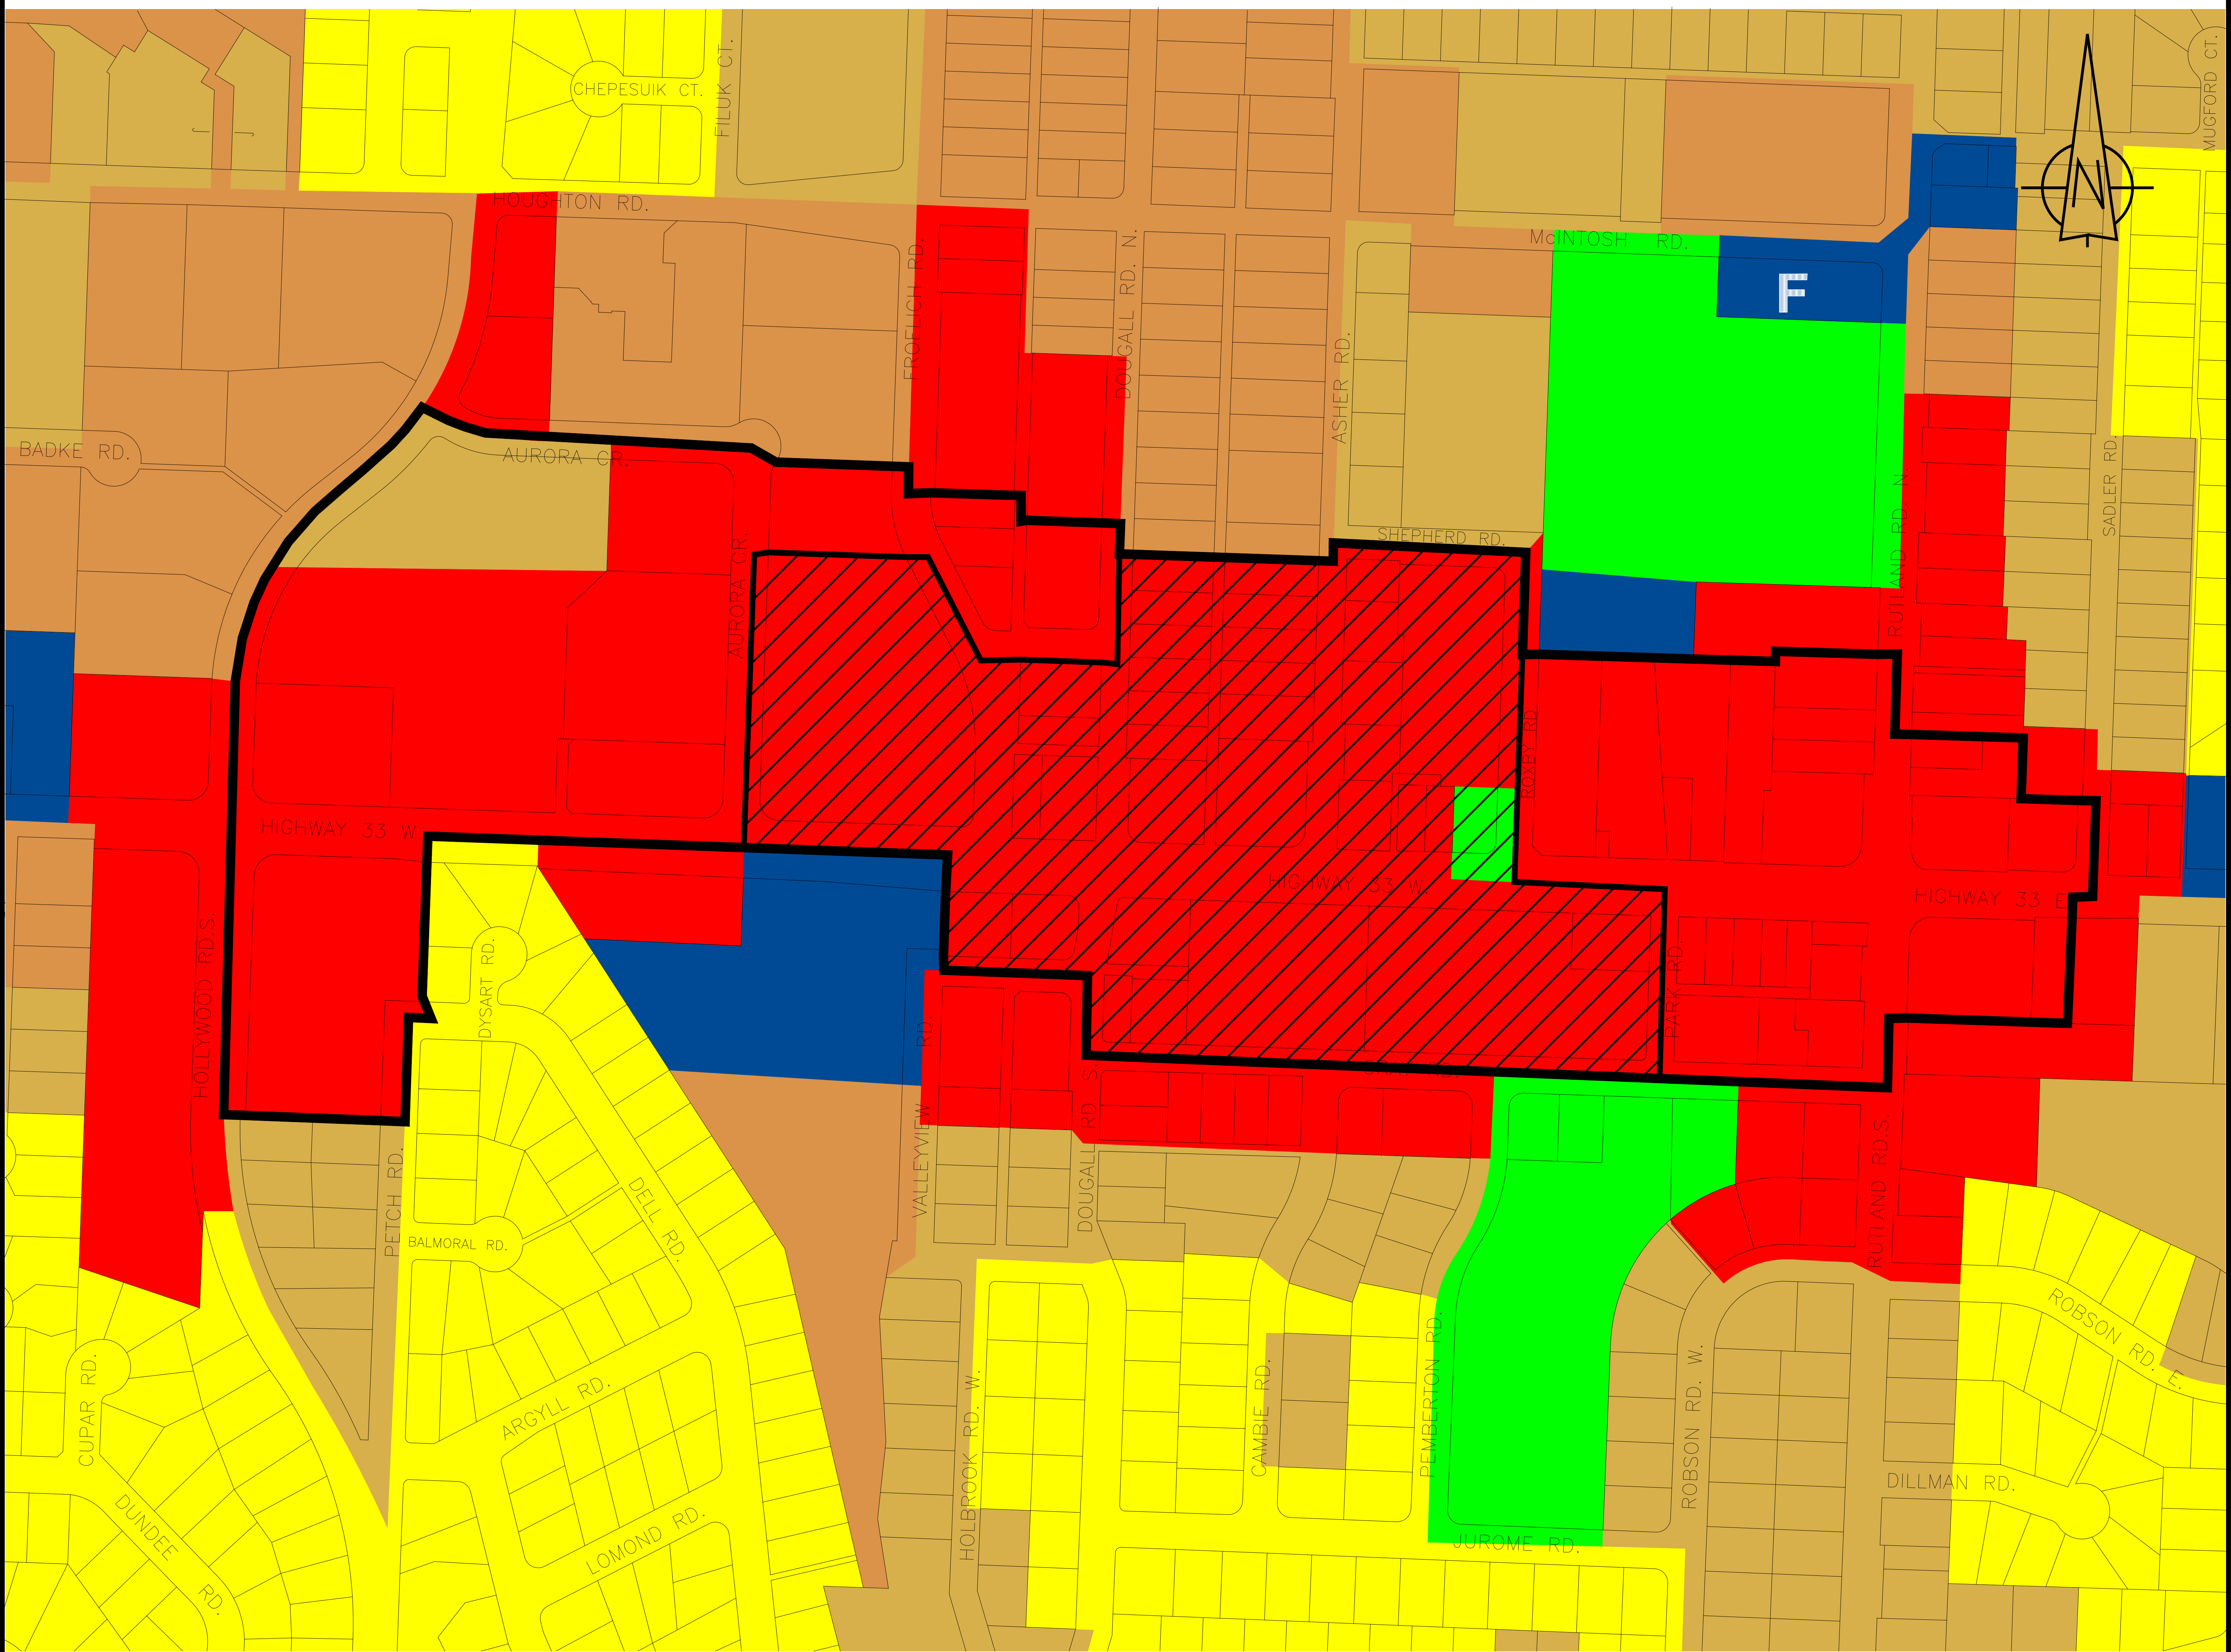 CHEPESUIK CT.
FILUK CT.
MUGFORD CT.
HOUGHTON RD.
McINTOSH RD.
N
F
FROELICH RD.
DOUGALL RD. N.
ASHER RD.
BADKE RD.
AURORA CR.
SHEPHERD RD.
RUTLAND RD. N.
SADLER RD.
AURORA CR.
ROXBY RD.
HIGHWAY 33 W.
HIGHWAY 33 W.
HIGHWAY 33 E.
HOLLYWOOD RD.S.
DYSART RD.
VALLEYVIEW RD.
PARK RD.
DOUGALL RD. S.
PETCH RD.
DELL RD.
BALMORAL RD.
RUTLAND RD.S.
ROBSON RD. E.
CUPAR RD.
ARGYLL RD.
HOLBROOK RD. W.
CAMBIE RD.
PEMBERTON RD.
ROBSON RD. W.
DILLMAN RD.
DUNDEE RD.
LOMOND RD.
JUROME RD.